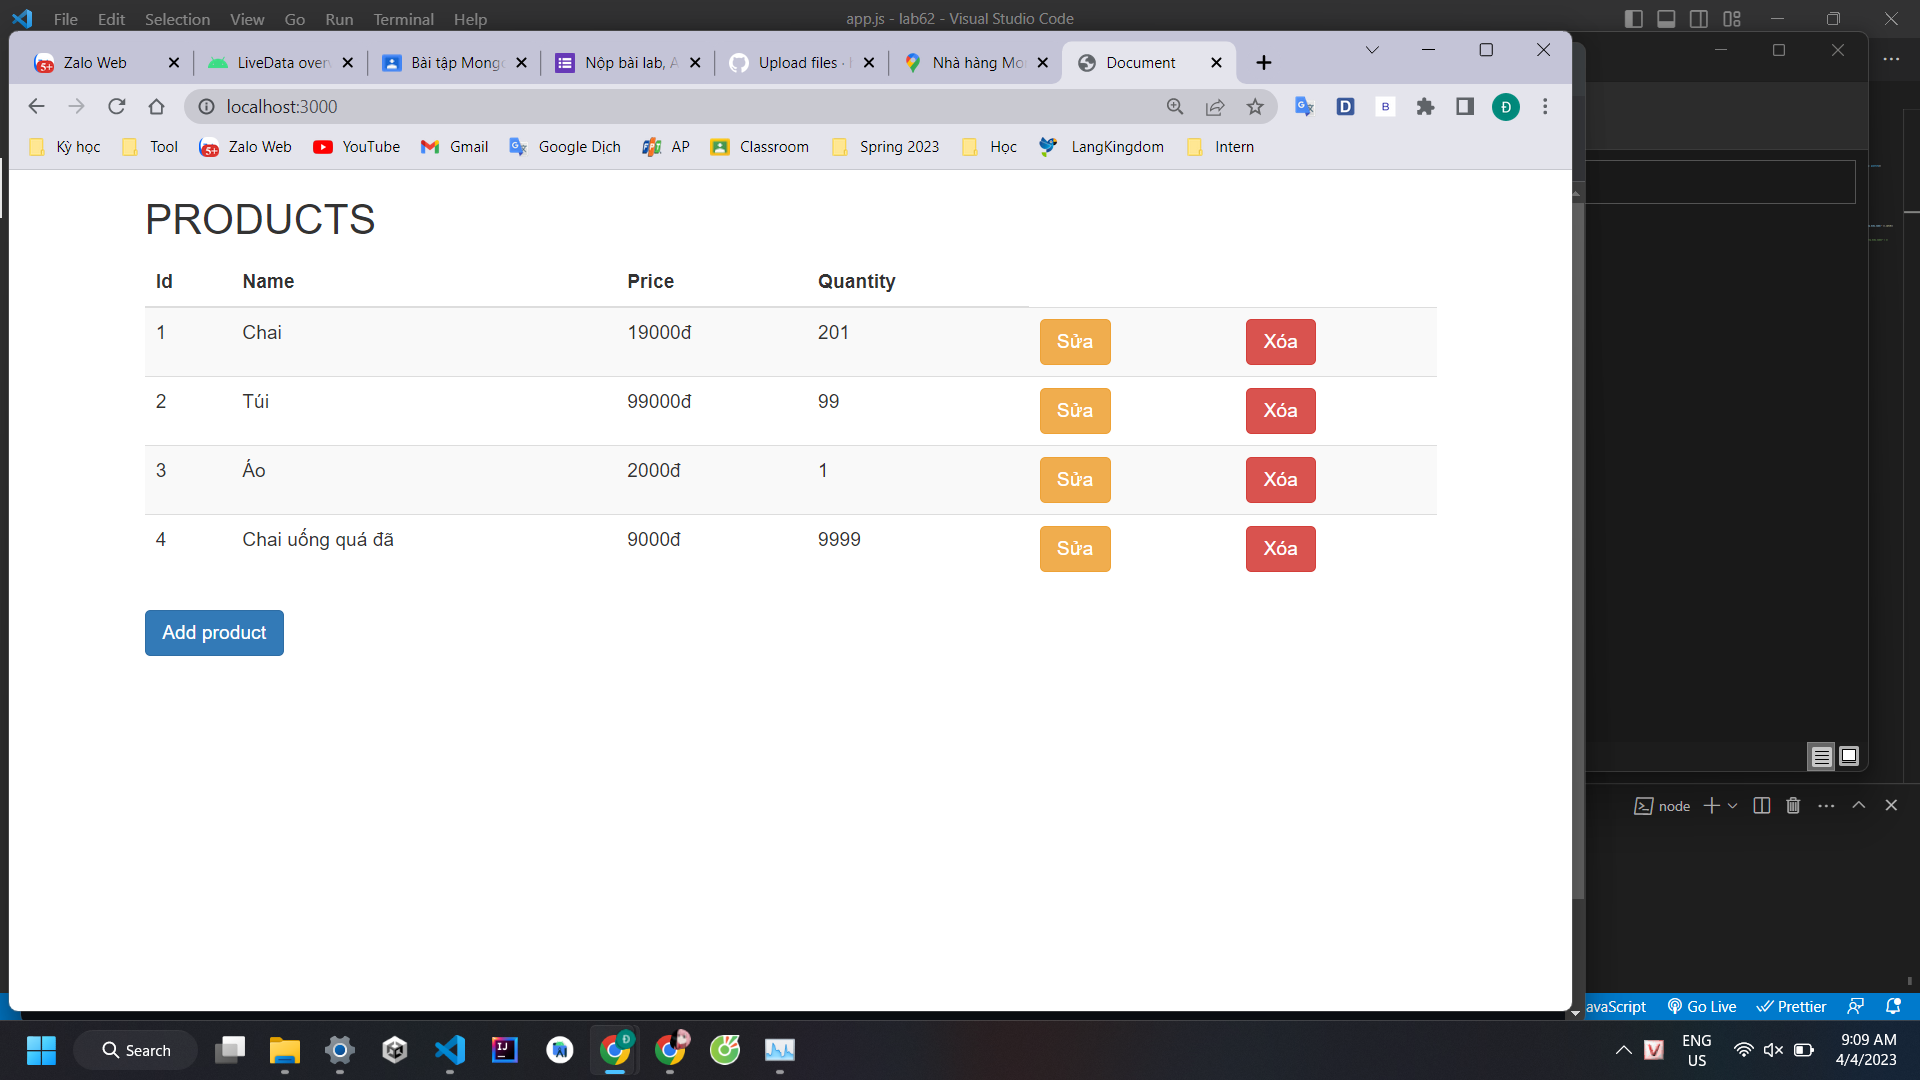 File Edit Selection View Go Run Terminal Help
app.js - lab62 - Visual Studio Code
Zalo Web
LiveData over
Bài tập Mongo
Nộp bài lab, A
Upload files ·
Nhà hàng Mo
Document
localhost:3000
Kỳ học Tool Zalo Web YouTube Gmail Google Dịch AP Classroom Spring 2023 Học LangKingdom Intern
PRODUCTS
Id Name Price Quantity
1 Chai 19000đ 201 Sửa Xóa
2 Túi 99000đ 99 Sửa Xóa
3 Áo 2000đ 1 Sửa Xóa
4 Chai uống quá đã 9000đ 9999 Sửa Xóa
Add product
node
avaScript Go Live Prettier
Search
ENG
US
9:09 AM
4/4/2023